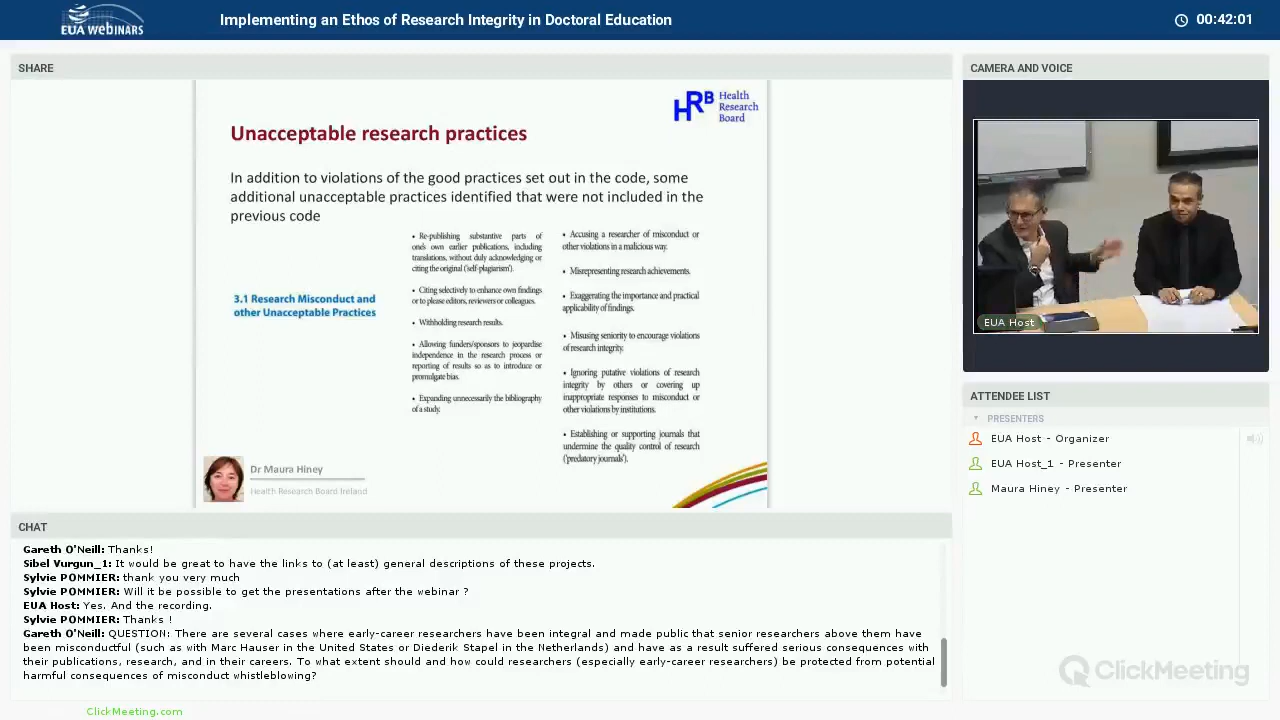 EUA WEBINARS
Implementing an Ethos of Research Integrity in Doctoral Education
00:42:01
SHARE
HRB Health
Research
Board
Unacceptable research practices
In addition to violations of the good practices set out in the code, some
additional unacceptable practices identified that were not included in the
previous code
3.1 Research Misconduct and
other Unacceptable Practices
• Re-publishing substantive parts of
one's own earlier publications, including
translations, without duly acknowledging or
citing the original ('self-plagiarism').
• Citing selectively to enhance own findings
or to please editors, reviewers or colleagues.
• Withholding research results.
• Allowing funders/sponsors to jeopardise
independence in the research process or
reporting of results so as to introduce or
promulgate bias.
• Expanding unnecessarily the bibliography
of a study.
• Accusing a researcher of misconduct or
other violations in a malicious way.
• Misrepresenting research achievements.
• Exaggerating the importance and practical
applicability of findings.
• Misusing seniority to encourage violations
of research integrity.
• Ignoring putative violations of research
integrity by others or covering up
inappropriate responses to misconduct or
other violations by institutions.
• Establishing or supporting journals that
undermine the quality control of research
('predatory journals').
Dr Maura Hiney
Health Research Board Ireland
CAMERA AND VOICE
EUA Host
ATTENDEE LIST
PRESENTERS
EUA Host - Organizer
EUA Host_1 - Presenter
Maura Hiney - Presenter
CHAT
Gareth O'Neill: Thanks!
Sibel Vurgun_1: It would be great to have the links to (at least) general descriptions of these projects.
Sylvie POMMIER: thank you very much
Sylvie POMMIER: Will it be possible to get the presentations after the webinar ?
EUA Host: Yes. And the recording.
Sylvie POMMIER: Thanks !
Gareth O'Neill: QUESTION: There are several cases where early-career researchers have been integral and made public that senior researchers above them have
been misconductful (such as with Marc Hauser in the United States or Diederik Stapel in the Netherlands) and have as a result suffered serious consequences with
their publications, research, and in their careers. To what extent should and how could researchers (especially early-career researchers) be protected from potential
harmful consequences of misconduct whistleblowing?
ClickMeeting
ClickMeeting.com